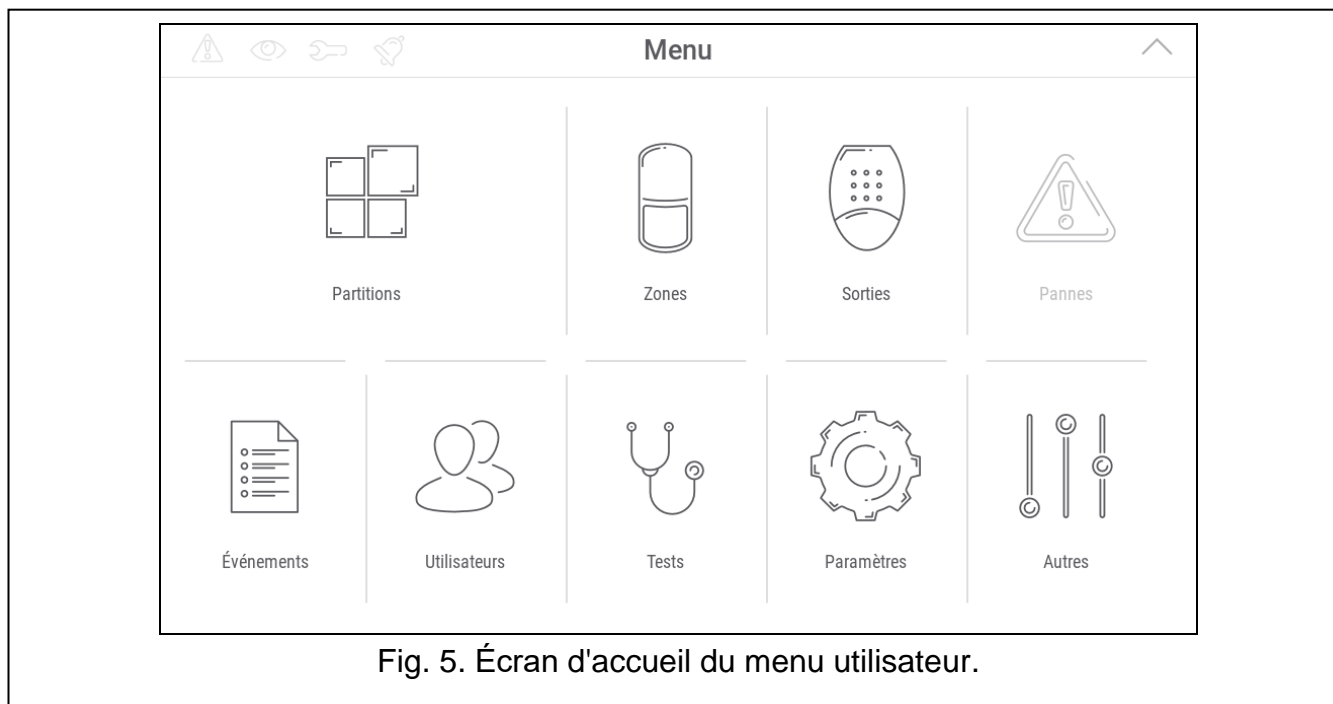 Menu
Partitions
Zones
Sorties
Pannes
Événements
Utilisateurs
Tests
Paramètres
Autres
Fig. 5. Écran d'accueil du menu utilisateur.